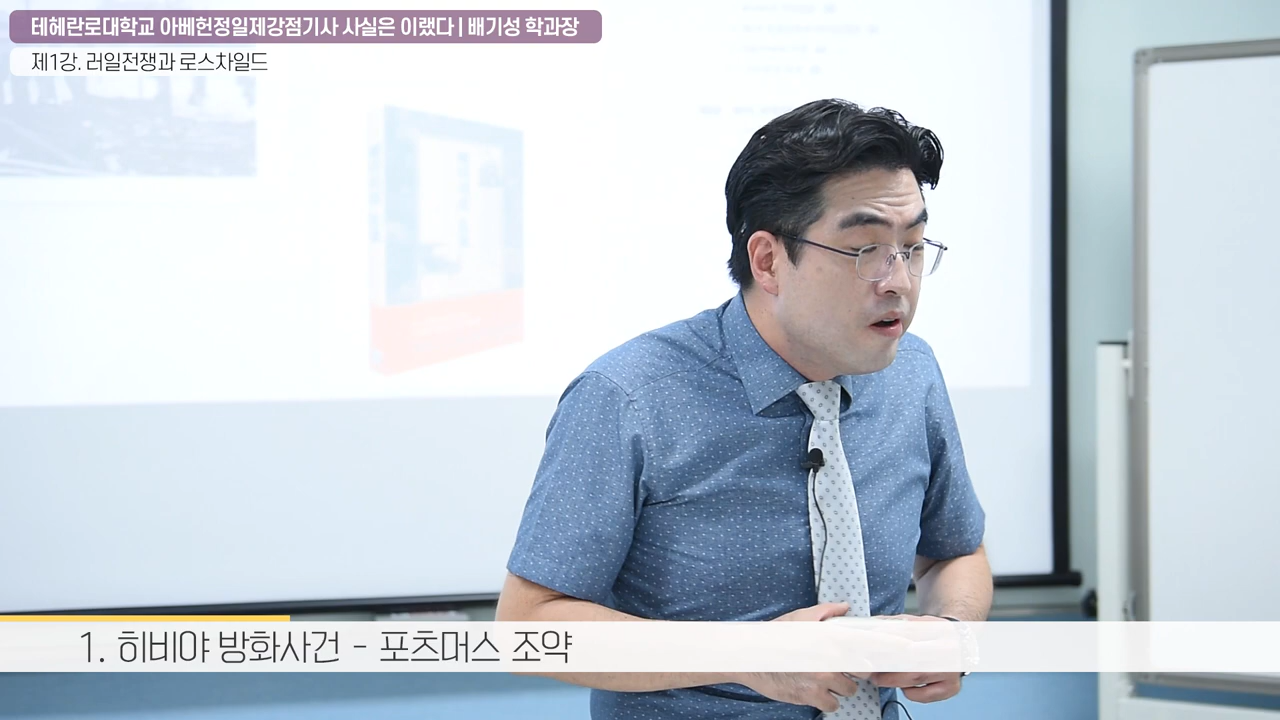 테헤란로대학교 아베헌정일제강점기사 사실은 이랬다 | 배기성 학과장
제1강. 러일전쟁과 로스차일드
1. 히비야 방화사건 - 포츠머스 조약